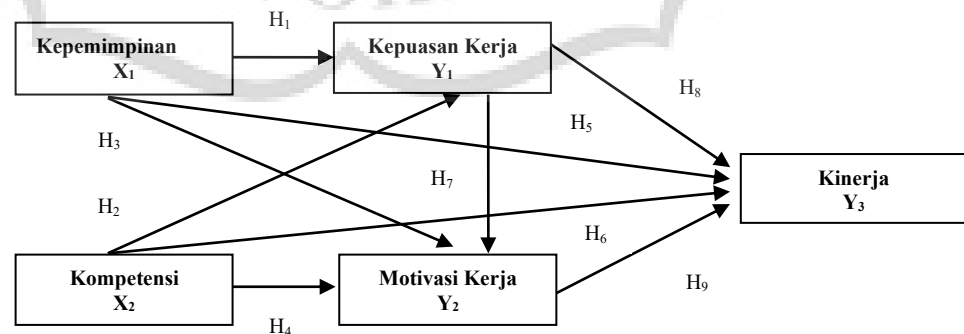 H₁
Kepemimpinan
X₁
Kepuasan Kerja
Y₁
H₈
H₅
H₃
H₇
Kinerja
Y₃
H₂
H₆
Kompetensi
X₂
Motivasi Kerja
Y₂
H₉
H₄